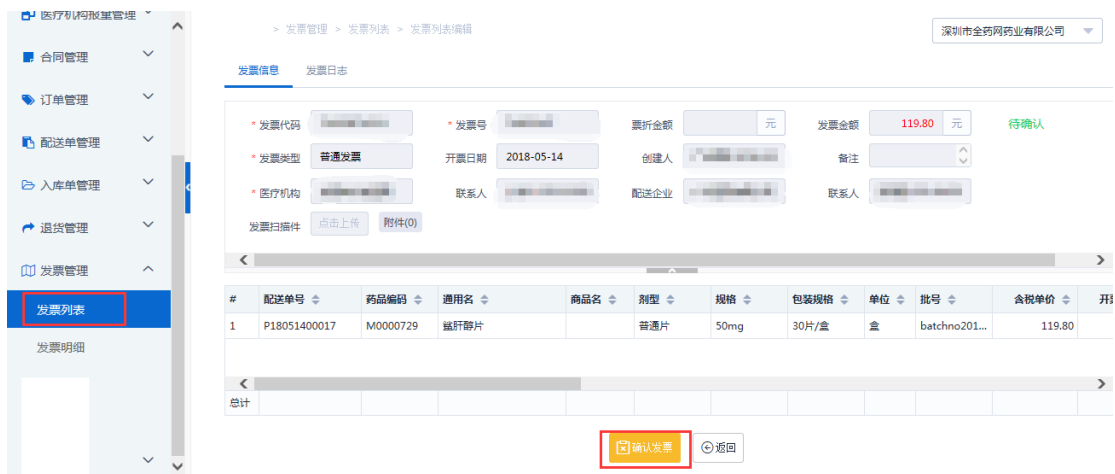 医疗机构报量管理
合同管理
订单管理
配送单管理
入库单管理
退货管理
发票管理
发票列表
发票明细
> 发票管理 > 发票列表 > 发票列表编辑
深圳市全药网药业有限公司
发票信息 发票日志
* 发票代码 * 发票号 票折金额 元 发票金额 119.80 元 待确认
* 发票类型 普通发票 开票日期 2018-05-14 创建人 备注
* 医疗机构 联系人 配送企业 联系人
发票扫描件 点击上传 附件(0)
# 配送单号 药品编码 通用名 商品名 剂型 规格 包装规格 单位 批号 含税单价 开
1 P18051400017 M0000729 鲨肝醇片 普通片 50mg 30片/盒 盒 batchno201... 119.80
总计
确认发票 返回